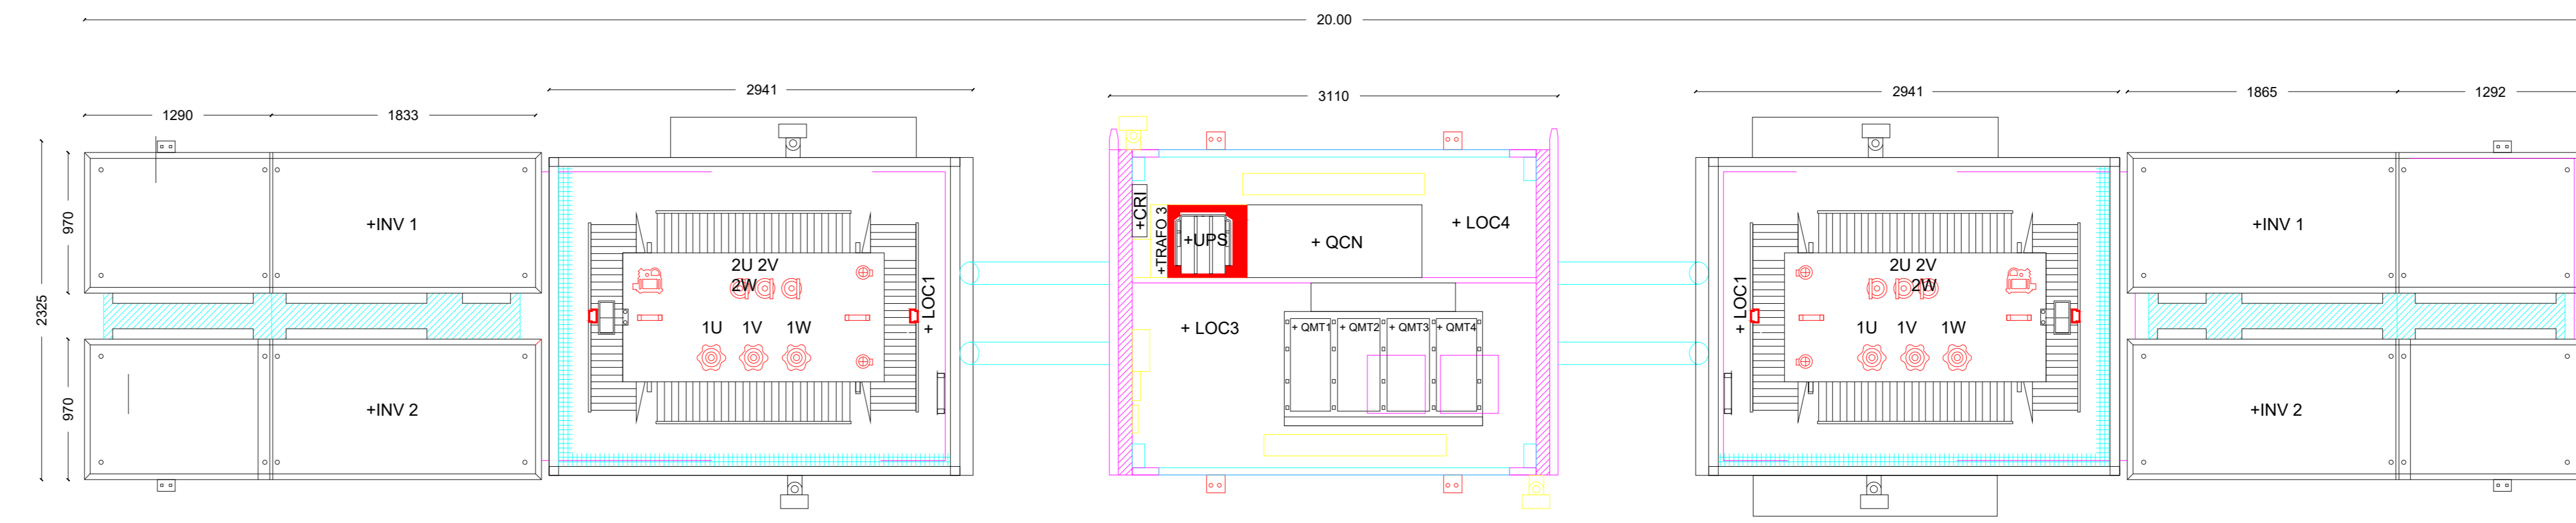 20.00
2941
3110
2941
1290
1833
1865
1292
2325
970
970
+INV 1
+INV 2
2U 2V
2W
1U 1V 1W
+ LOC1
+CRI
+TRAFO 3
+UPS
+ QCN
+ LOC4
+ LOC3
+ QMT1
+ QMT2
+ QMT3
+ QMT4
+ LOC1
2U 2V
2W
1U 1V 1W
+INV 1
+INV 2